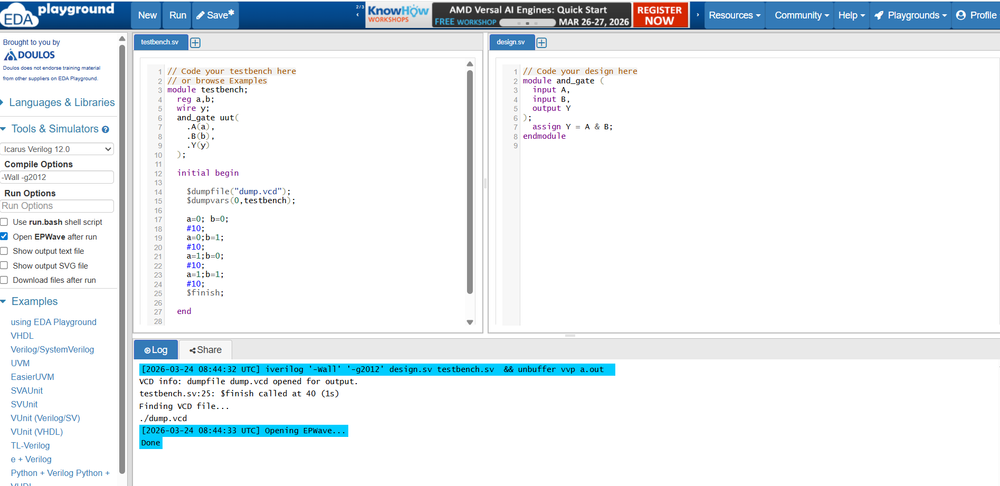 EDA playground
New
Run
Save*
2/3
KnowHow WORKSHOPS
AMD Versal AI Engines: Quick Start
FREE WORKSHOP MAR 26-27, 2026
REGISTER NOW
Resources
Community
Help
Playgrounds
Profile
Brought to you by
DOULOS
Doulos does not endorse training material
from other suppliers on EDA Playground.
Languages & Libraries
Tools & Simulators
Icarus Verilog 12.0
Compile Options
-Wall -g2012
Run Options
Run Options
Use run.bash shell script
Open EPWave after run
Show output text file
Show output SVG file
Download files after run
Examples
using EDA Playground
VHDL
Verilog/SystemVerilog
UVM
EasierUVM
SVAUnit
SVUnit
VUnit (Verilog/SV)
VUnit (VHDL)
TL-Verilog
e + Verilog
Python + Verilog Python +
VHDL
testbench.sv
1 // Code your testbench here
2 // or browse Examples
3 module testbench;
4 reg a,b;
5 wire y;
6 and_gate uut(
7 .A(a),
8 .B(b),
9 .Y(y)
10 );
11
12 initial begin
13
14 $dumpfile("dump.vcd");
15 $dumpvars(0,testbench);
16
17 a=0; b=0;
18 #10;
19 a=0;b=1;
20 #10;
21 a=1;b=0;
22 #10;
23 a=1;b=1;
24 #10;
25 $finish;
26
27 end
28
design.sv
1 // Code your design here
2 module and_gate (
3 input A,
4 input B,
5 output Y
6 );
7 assign Y = A & B;
8 endmodule
9
Log
Share
[2026-03-24 08:44:32 UTC] iverilog '-Wall' '-g2012' design.sv testbench.sv && unbuffer vvp a.out
VCD info: dumpfile dump.vcd opened for output.
testbench.sv:25: $finish called at 40 (1s)
Finding VCD file...
./dump.vcd
[2026-03-24 08:44:33 UTC] Opening EPWave...
Done